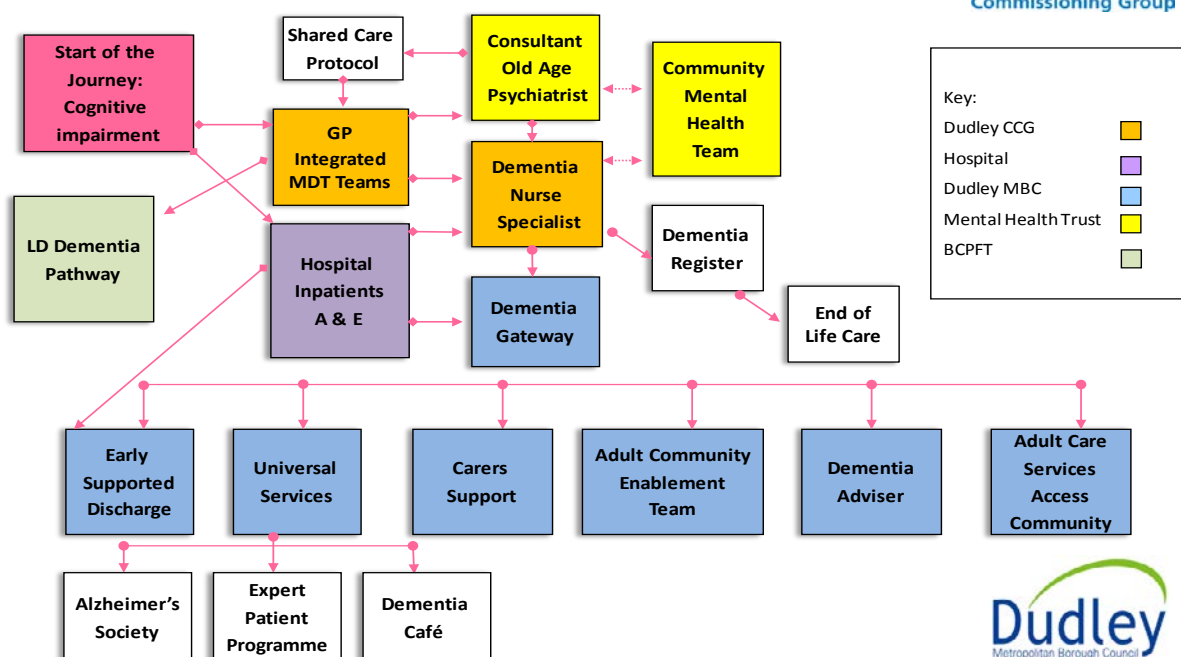 Commissioning Group
Start of the
Journey:
Cognitive
impairment
Shared Care
Protocol
Consultant
Old Age
Psychiatrist
Community
Mental
Health
Team
Key:
Dudley CCG
Hospital
Dudley MBC
Mental Health Trust
BCPFT
GP
Integrated
MDT Teams
Dementia
Nurse
Specialist
LD Dementia
Pathway
Hospital
Inpatients
A & E
Dementia
Register
Dementia
Gateway
End of
Life Care
Early
Supported
Discharge
Universal
Services
Carers
Support
Adult Community
Enablement
Team
Dementia
Adviser
Adult Care
Services
Access
Community
Alzheimer's
Society
Expert
Patient
Programme
Dementia
Café
Dudley
Metropolitan Borough Council